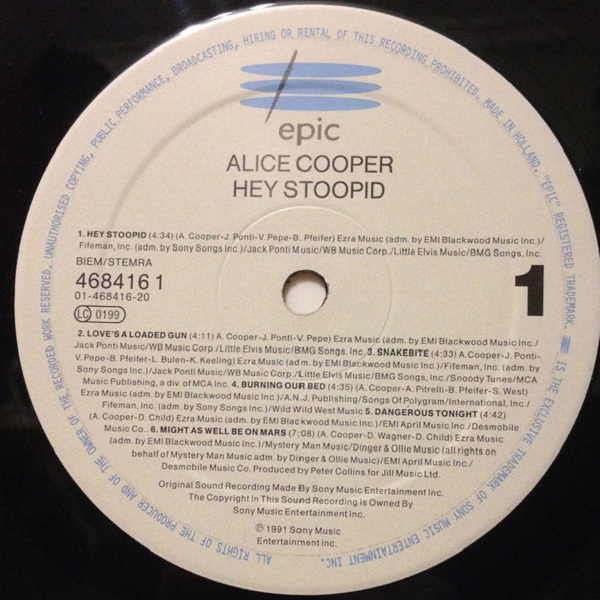 UNAUTHORISED COPYING, PUBLIC PERFORMANCE, BROADCASTING, HIRING OR RENTAL OF THIS RECORDING PROHIBITED. MADE IN HOLLAND. "EPIC" REGISTERED TRADEMARK. IS THE EXCLUSIVE TRADEMARK OF SONY MUSIC ENTERTAINMENT INC.
ALL RIGHTS OF THE PRODUCER AND OF THE OWNER OF THE RECORDED WORK RESERVED.
epic
ALICE COOPER
HEY STOOPID
1. HEY STOOPID (4:34) (A. Cooper-J. Ponti-V. Pepe-B. Pfeifer) Ezra Music (adm. by EMI Blackwood Music Inc.)/
Fifeman, Inc. (adm. by Sony Songs Inc.)/Jack Ponti Music/WB Music Corp./Little Elvis Music/BMG Songs, Inc.
BIEM/STEMRA
468416 1
01-468416-20
LC 0199
1
2. LOVE'S A LOADED GUN (4:11) A. Cooper-J. Ponti-V. Pepe) Ezra Music (adm. by EMI Blackwood Music Inc.)/
Jack Ponti Music/WB Music Corp./Little Elvis Music/BMG Songs, Inc. 3. SNAKEBITE (4:33) A.Cooper-J. Ponti-
V. Pepe-B. Pfeifer-L. Bulen-K. Keeling) Ezra Music (adm. by EMI Blackwood Music Inc.)/Fifeman, Inc. (adm. by
Sony Songs Inc.)/Jack Ponti Music/WB Music Corp./Little Elvis Music/BMG Songs, Inc./Snoody Tunes/MCA
Music Publishing, a div. of MCA Inc. 4. BURNING OUR BED (4:35) (A. Cooper-A. Pitrelli-B. Pfeifer-S. West)
Ezra Music (adm. by EMI Blackwood Music Inc.)/A.N.J. Publishing/Songs Of Polygram/International, Inc./
Fifeman, Inc. (adm. by Sony Songs Inc.)/Wild Wild West Music 5. DANGEROUS TONIGHT (4:42)
(A. Cooper-D. Child) Ezra Music (adm. by EMI Blackwood Music Inc.)/EMI April Music Inc./Desmobile
Music Co.. 6. MIGHT AS WELL BE ON MARS (7:08) (A. Cooper-D. Wagner-D. Child) Ezra Music
(adm. by EMI Blackwood Music Inc.)/Mystery Man Music/Dinger & Ollie Music (all rights on
behalf of Mystery Man Music adm by Dinger & Ollie Music)/EMI April Music Inc./
Desmobile Music Co. Produced by Peter Collins for Jill Music Ltd.
Original Sound Recording Made By Sony Music Entertainment Inc.
The Copyright In This Sound Recording Is Owned By
Sony Music Entertainment Inc.
℗ 1991 Sony Music
Entertainment Inc.